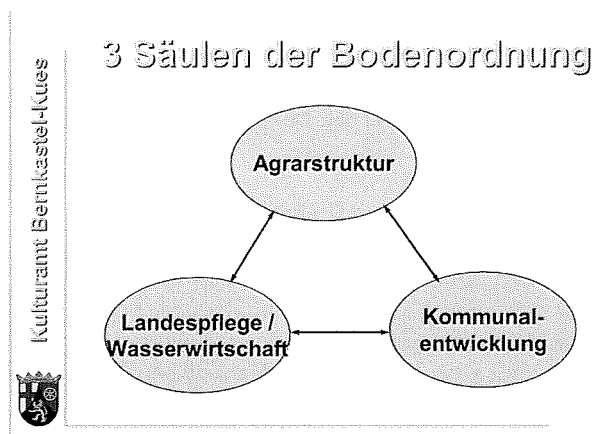 3 Säulen der Bodenordnung
Kulturamt Bernkastel-Kues
Agrarstruktur
Landespflege /
Wasserwirtschaft
Kommunal-
entwicklung